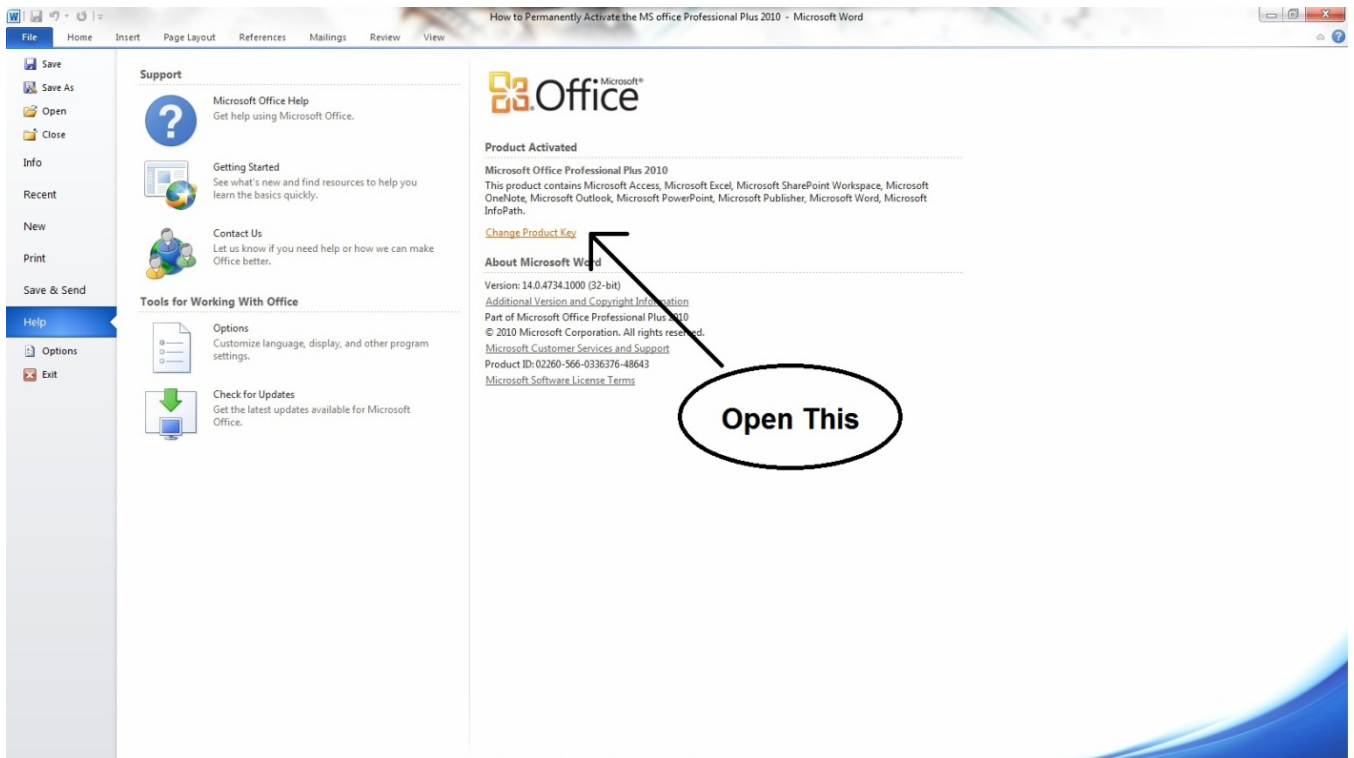 How to Permanently Activate the MS office Professional Plus 2010 - Microsoft Word
File Home Insert Page Layout References Mailings Review View
Save
Save As
Open
Close
Info
Recent
New
Print
Save & Send
Help
Options
Exit
Support
Microsoft Office Help
Get help using Microsoft Office.
Getting Started
See what's new and find resources to help you
learn the basics quickly.
Contact Us
Let us know if you need help or how we can make
Office better.
Tools for Working With Office
Options
Customize language, display, and other program
settings.
Check for Updates
Get the latest updates available for Microsoft
Office.
Microsoft®
Office
Product Activated
Microsoft Office Professional Plus 2010
This product contains Microsoft Access, Microsoft Excel, Microsoft SharePoint Workspace, Microsoft
OneNote, Microsoft Outlook, Microsoft PowerPoint, Microsoft Publisher, Microsoft Word, Microsoft
InfoPath.
Change Product Key
About Microsoft Word
Version: 14.0.4734.1000 (32-bit)
Additional Version and Copyright Information
Part of Microsoft Office Professional Plus 2010
© 2010 Microsoft Corporation. All rights reserved.
Microsoft Customer Services and Support
Product ID: 02260-566-0336376-48643
Microsoft Software License Terms
Open This